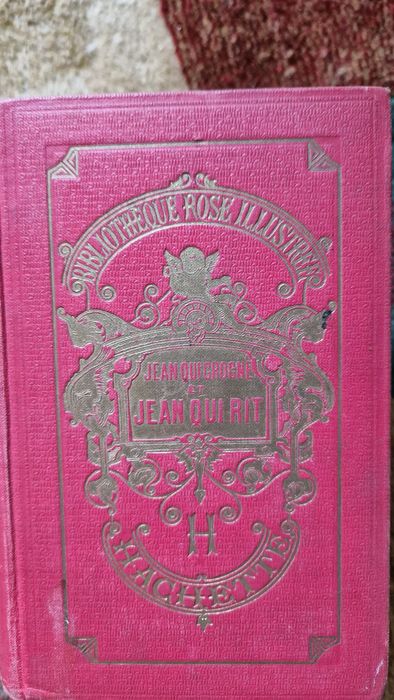 BIBLIOTHÈQUE ROSE ILLUSTRÉE
JEAN QUI GROGNE
ET
JEAN QUI RIT
H
HACHETTE